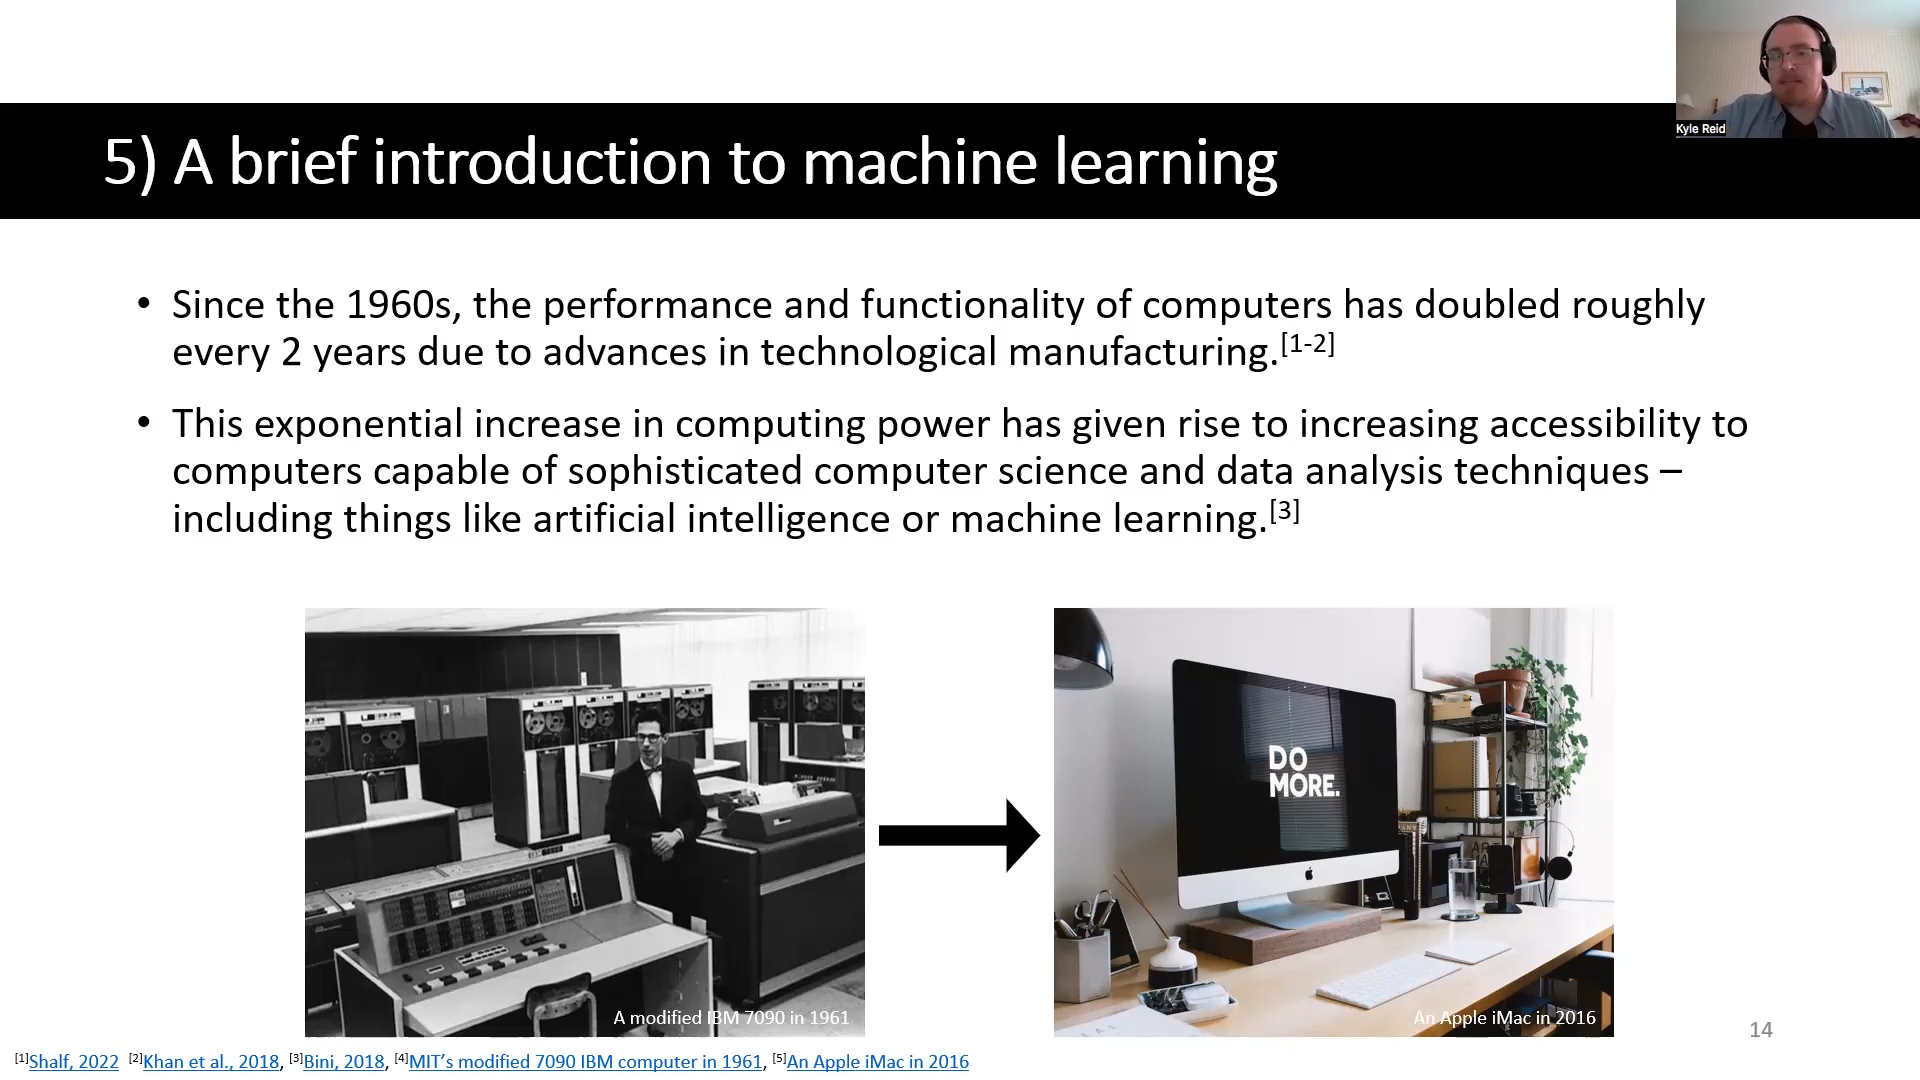 Kyle Reid
5) A brief introduction to machine learning
• Since the 1960s, the performance and functionality of computers has doubled roughly
every 2 years due to advances in technological manufacturing.[1-2]
• This exponential increase in computing power has given rise to increasing accessibility to
computers capable of sophisticated computer science and data analysis techniques –
including things like artificial intelligence or machine learning.[3]
DO
MORE.
A modified IBM 7090 in 1961
An Apple iMac in 2016
14
[1]Shalf, 2022 [2]Khan et al., 2018, [3]Bini, 2018, [4]MIT’s modified 7090 IBM computer in 1961, [5]An Apple iMac in 2016